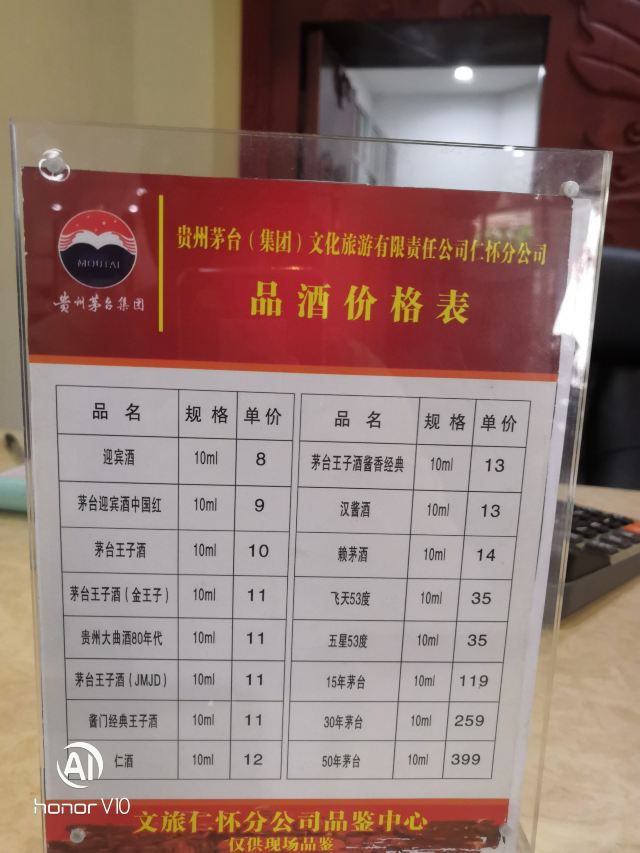 MOUTAI
贵州茅台集团
贵州茅台（集团）文化旅游有限责任公司仁怀分公司
品酒价格表
品 名 规 格 单价
迎宾酒 10ml 8
茅台迎宾酒中国红 10ml 9
茅台王子酒 10ml 10
茅台王子酒（金王子） 10ml 11
贵州大曲酒80年代 10ml 11
茅台王子酒（JMJD） 10ml 11
酱门经典王子酒 10ml 11
仁酒 10ml 12
品 名 规 格 单价
茅台王子酒酱香经典 10ml 13
汉酱酒 10ml 13
赖茅酒 10ml 14
飞天53度 10ml 35
五星53度 10ml 35
15年茅台 10ml 119
30年茅台 10ml 259
50年茅台 10ml 399
文旅仁怀分公司品鉴中心
仅供现场品鉴
AI
honor V10